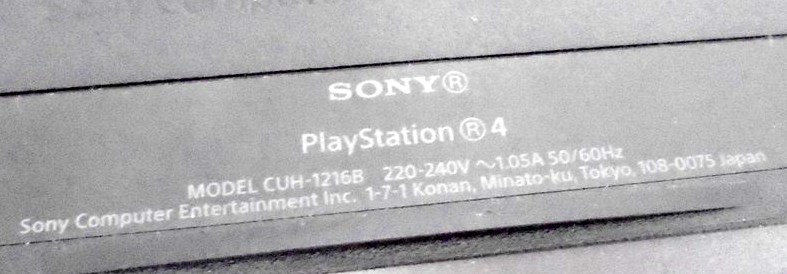 SONY®
PlayStation®4
MODEL CUH-1216B 220-240V ～1.05A 50/60Hz
Sony Computer Entertainment Inc. 1-7-1 Konan, Minato-ku, Tokyo, 108-0075 Japan